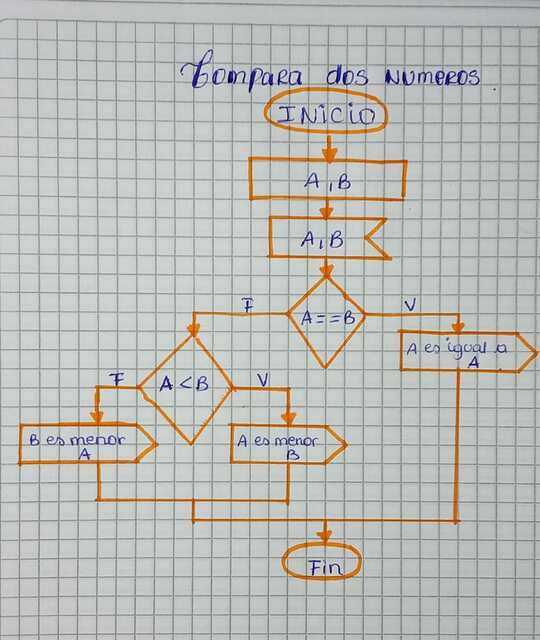 Compara dos numeros
INICIO
A, B
A, B
A==B
F
V
A es igual a
A
A<B
F
V
B es menor
A
A es menor
B
Fin